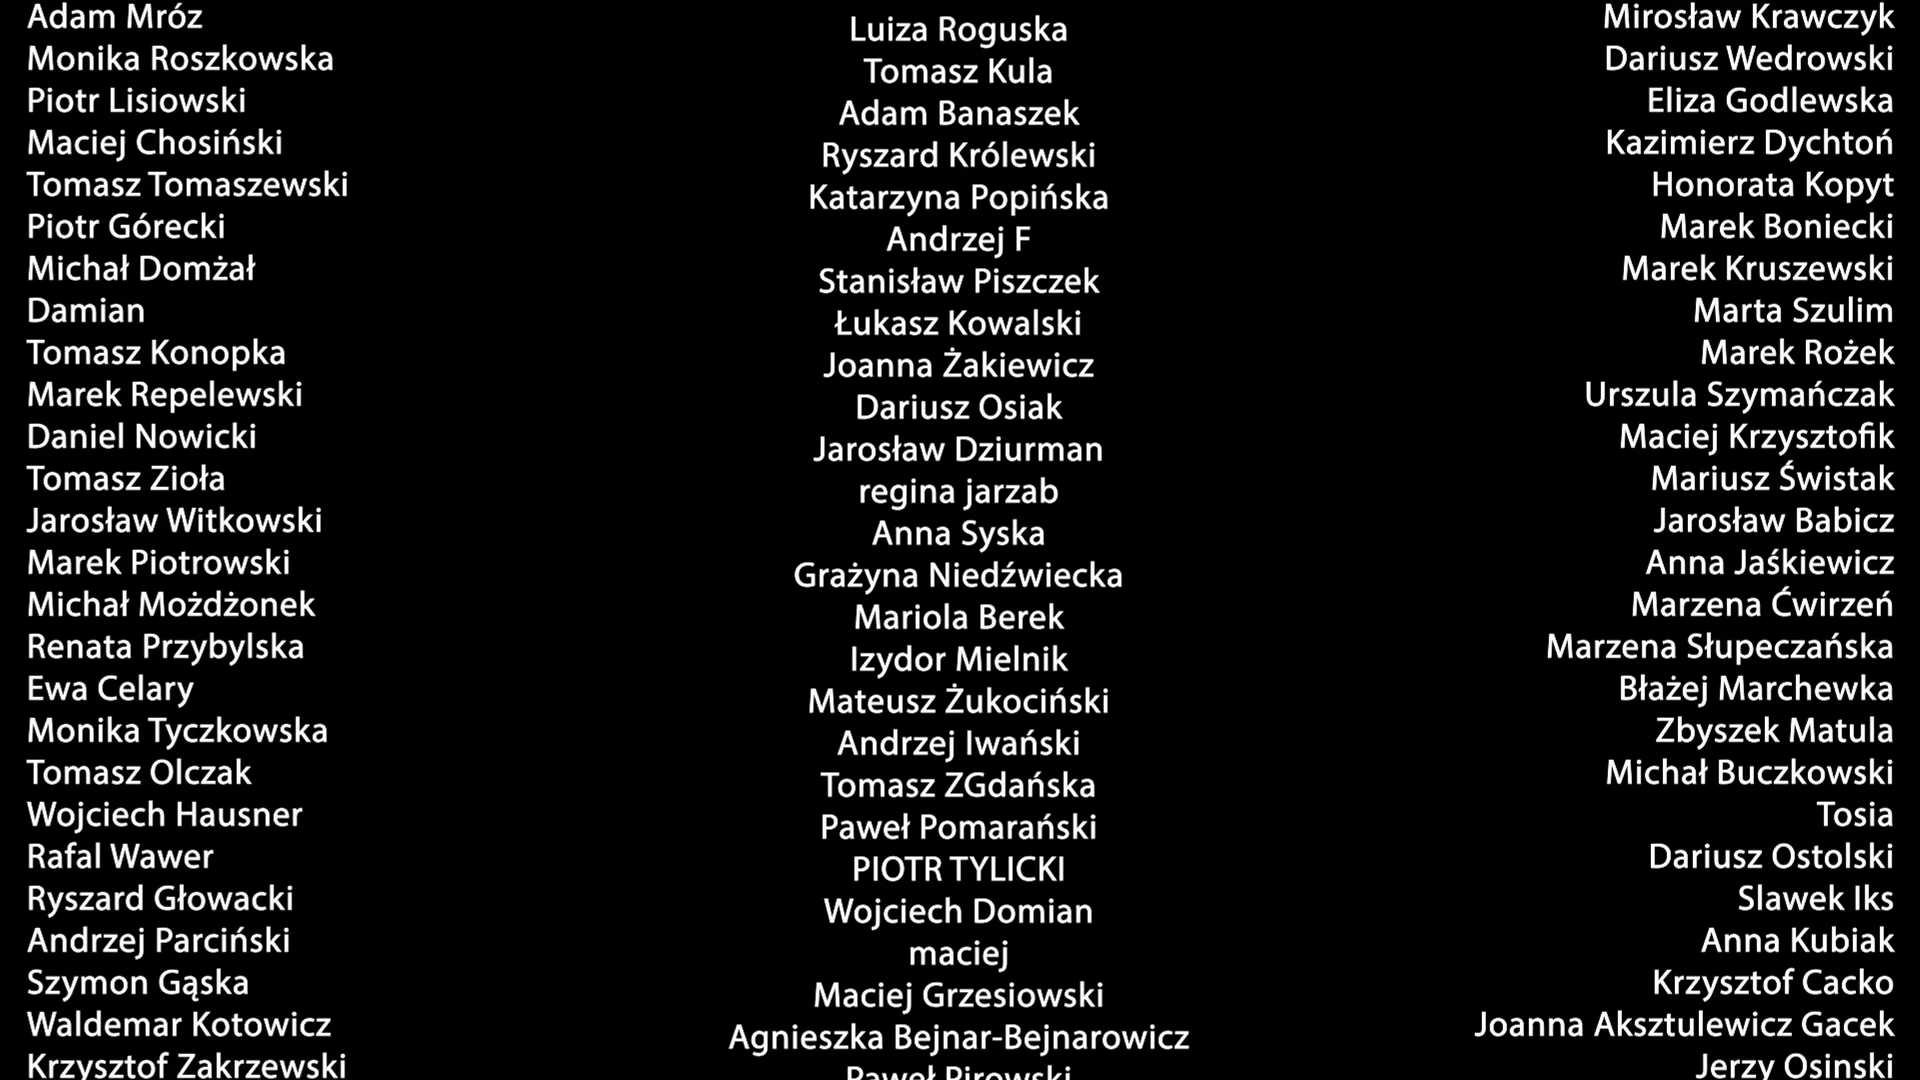 Adam Mróz
Monika Roszkowska
Piotr Lisiowski
Maciej Chosiński
Tomasz Tomaszewski
Piotr Górecki
Michał Domżał
Damian
Tomasz Konopka
Marek Repelewski
Daniel Nowicki
Tomasz Zioła
Jarosław Witkowski
Marek Piotrowski
Michał Możdżonek
Renata Przybylska
Ewa Celary
Monika Tyczkowska
Tomasz Olczak
Wojciech Hausner
Rafal Wawer
Ryszard Głowacki
Andrzej Parciński
Szymon Gąska
Waldemar Kotowicz
Krzysztof Zakrzewski
Luiza Roguska
Tomasz Kula
Adam Banaszek
Ryszard Królewski
Katarzyna Popińska
Andrzej F
Stanisław Piszczek
Łukasz Kowalski
Joanna Żakiewicz
Dariusz Osiak
Jarosław Dziurman
regina jarzab
Anna Syska
Grażyna Niedźwiecka
Mariola Berek
Izydor Mielnik
Mateusz Żukociński
Andrzej Iwański
Tomasz ZGdańska
Paweł Pomarański
PIOTR TYLICKI
Wojciech Domian
maciej
Maciej Grzesiowski
Agnieszka Bejnar-Bejnarowicz
Paweł Pirowski
Mirosław Krawczyk
Dariusz Wedrowski
Eliza Godlewska
Kazimierz Dychtoń
Honorata Kopyt
Marek Boniecki
Marek Kruszewski
Marta Szulim
Marek Rożek
Urszula Szymańczak
Maciej Krzysztofik
Mariusz Świstak
Jarosław Babicz
Anna Jaśkiewicz
Marzena Ćwirzeń
Marzena Słupeczańska
Błażej Marchewka
Zbyszek Matula
Michał Buczkowski
Tosia
Dariusz Ostolski
Slawek Iks
Anna Kubiak
Krzysztof Cacko
Joanna Aksztulewicz Gacek
Jerzy Osinski